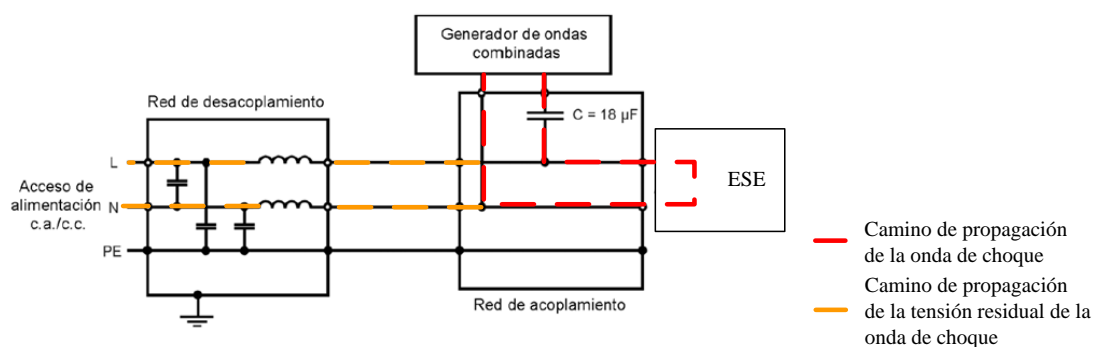 Generador de ondas
combinadas
Red de desacoplamiento
C = 18 µF
L
ESE
Acceso de
alimentación
c.a./c.c.
N
PE
Red de acoplamiento
Camino de propagación
de la onda de choque
Camino de propagación
de la tensión residual de la
onda de choque